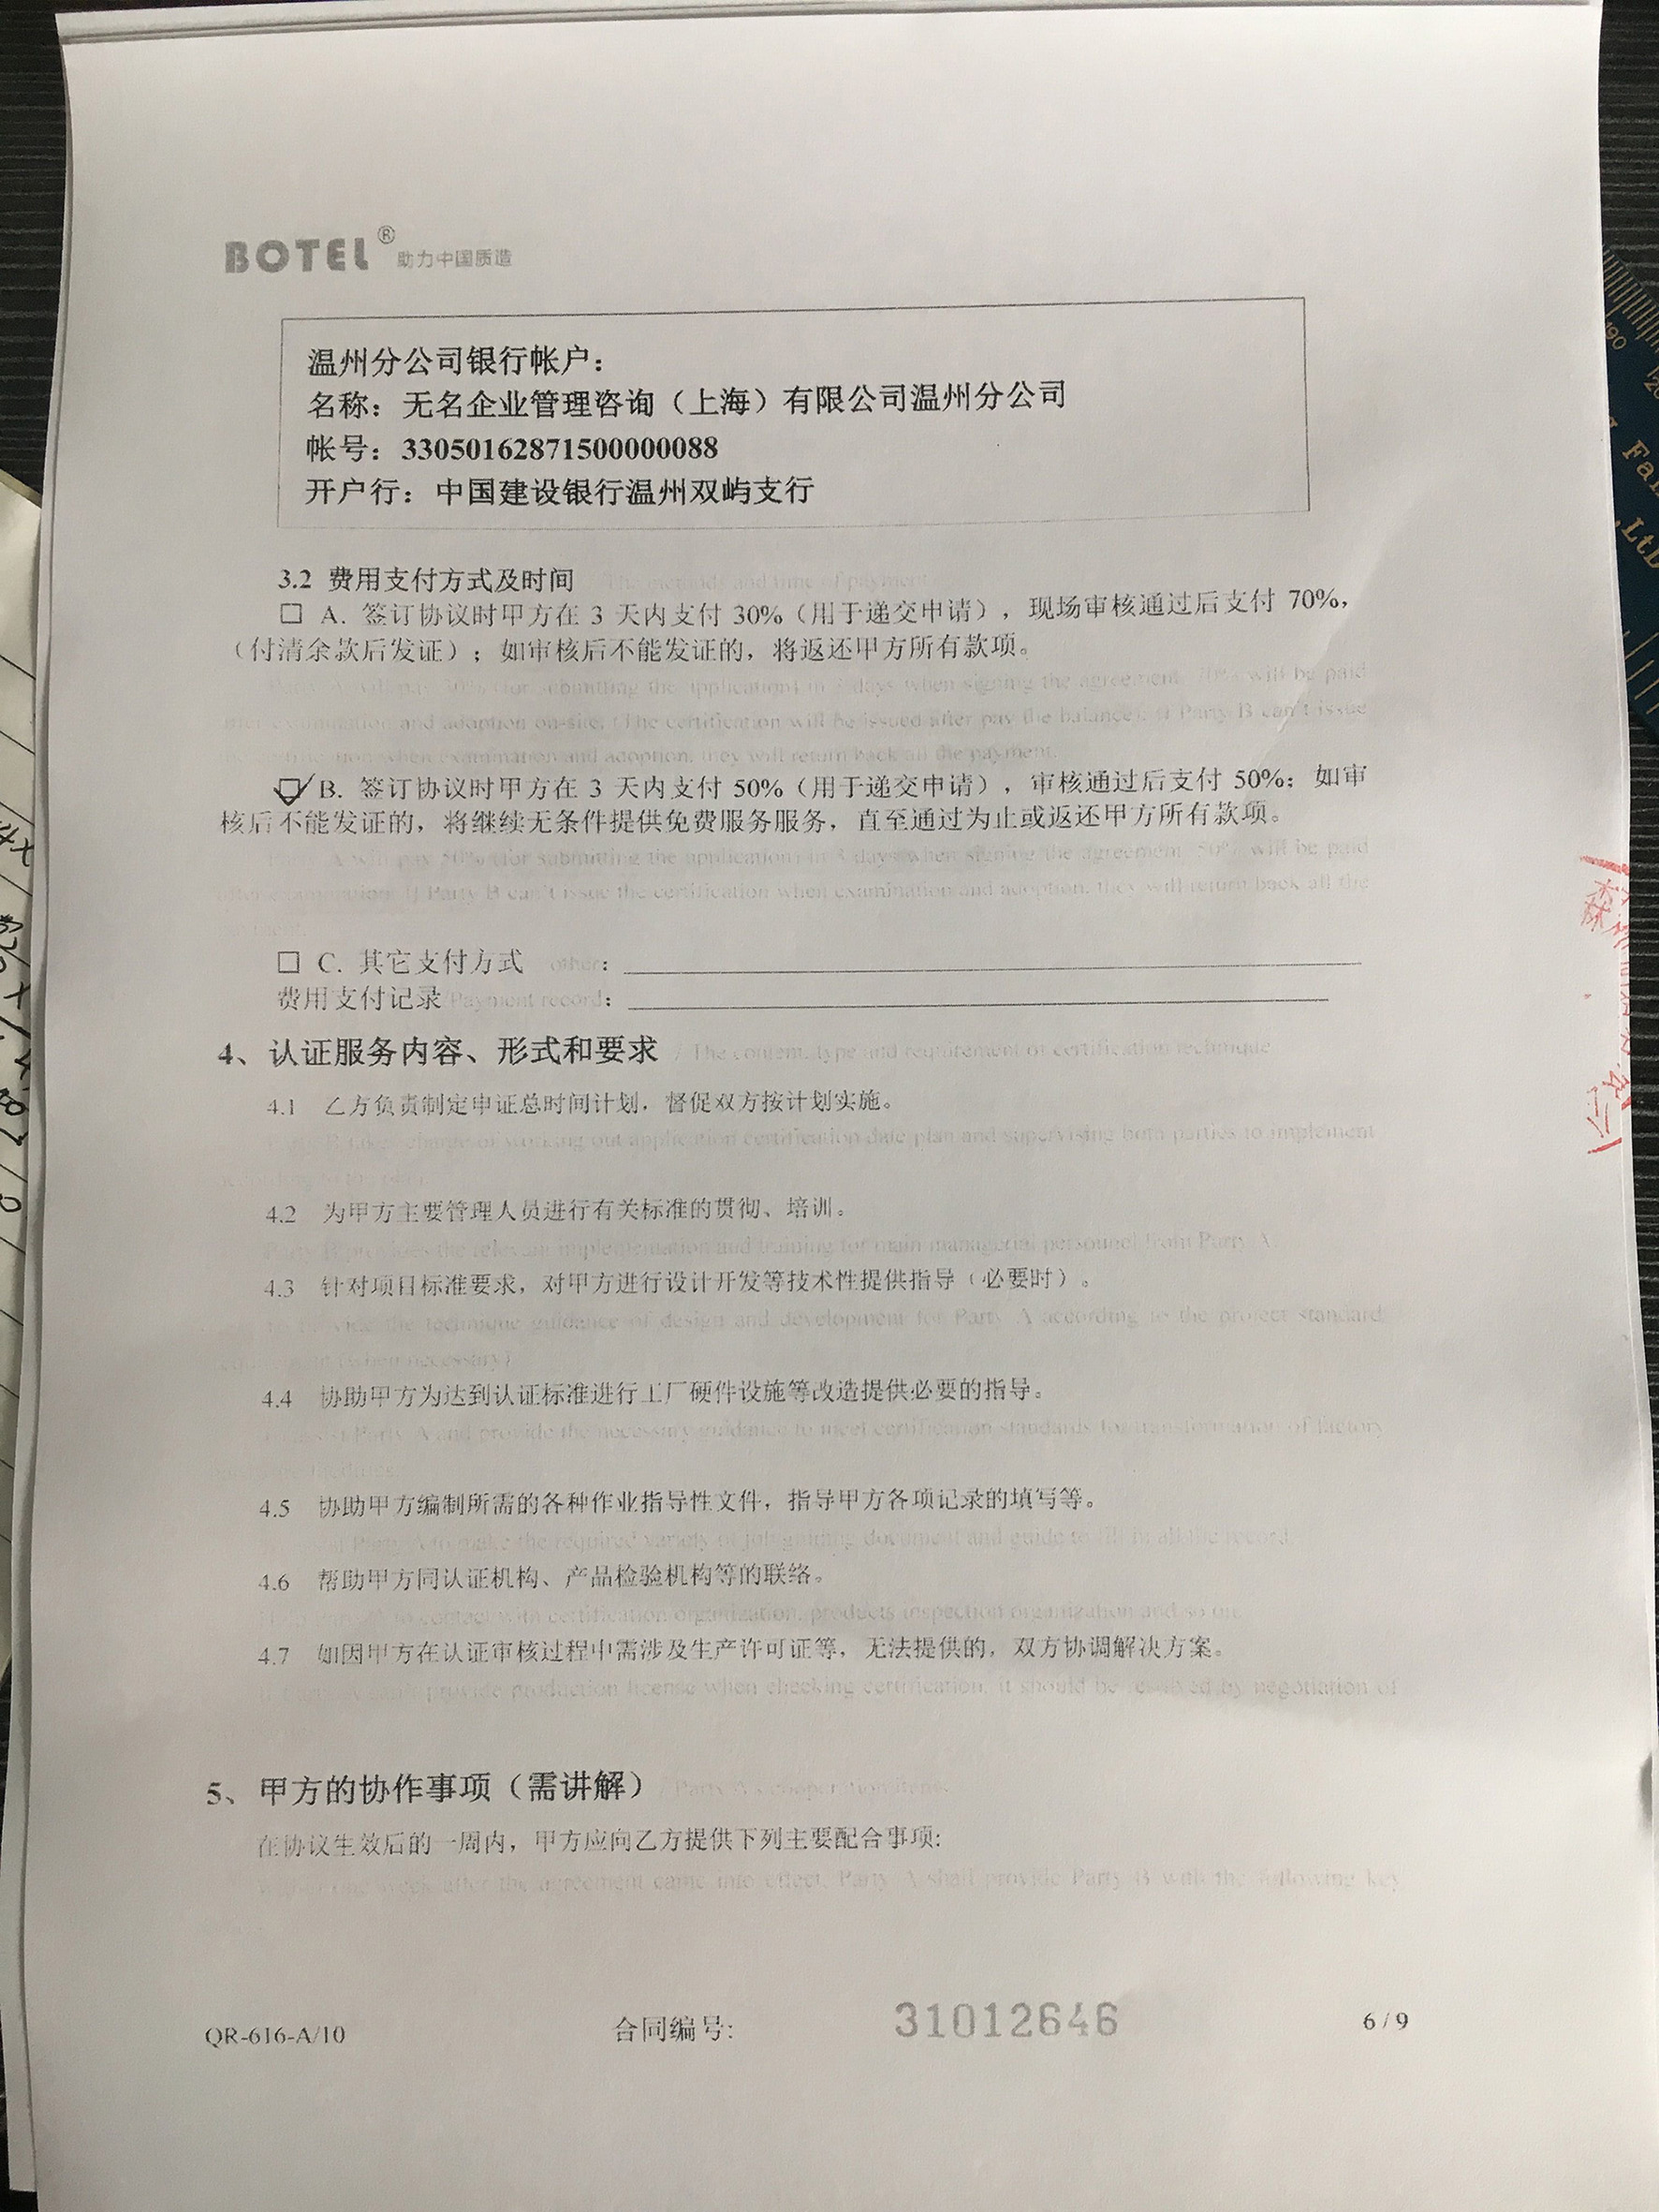 BOTEL® 助力中国质造
温州分公司银行帐户：
名称：无名企业管理咨询（上海）有限公司温州分公司
帐号：33050162871500000088
开户行：中国建设银行温州双屿支行
3.2 费用支付方式及时间 The methods and time of payment
□ A. 签订协议时甲方在 3 天内支付 30%（用于递交申请），现场审核通过后支付 70%，
（付清余款后发证）；如审核后不能发证的，将返还甲方所有款项。
Party A will pay 30% (for submitting the application) in 3 days when signing the agreement, 70% will be paid
after examination and adoption on-site. (The certification will be issued after pay the balance). If Party B can't issue
when examination and adoption, they will return back all the payment.
☑ B. 签订协议时甲方在 3 天内支付 50%（用于递交申请），审核通过后支付 50%；如审
核后不能发证的，将继续无条件提供免费服务服务，直至通过为止或返还甲方所有款项。
Party A will pay 50% (for submitting the application) in 3 days when signing the agreement, 50% will be paid
after examination. If Party B can't issue the certification when examination and adoption, they will return back all the
□ C. 其它支付方式 other：
费用支付记录/Payment record：
4、认证服务内容、形式和要求 / The content, type and requirement of certification technique
4.1 乙方负责制定申证总时间计划，督促双方按计划实施。
charge of working out application certification date plan and supervising both parties to implement
4.2 为甲方主要管理人员进行有关标准的贯彻、培训。
Party B provides the relevant implementation and training for main managerial personnel from Party A
4.3 针对项目标准要求，对甲方进行设计开发等技术性提供指导（必要时）。
To provide the technique guidance of design and development for Party A according to the project standard
(when necessary)
4.4 协助甲方为达到认证标准进行工厂硬件设施等改造提供必要的指导。
Party A and provide the necessary guidance to meet certification standards for transformation of factory
4.5 协助甲方编制所需的各种作业指导性文件，指导甲方各项记录的填写等。
Party A to make the required variety of job guiding document and guide to fill in all the record
4.6 帮助甲方同认证机构、产品检验机构等的联络。
to contact with certification organization, products inspection organization and so on
4.7 如因甲方在认证审核过程中需涉及生产许可证等，无法提供的，双方协调解决方案。
provide production license when checking certification, it should be resolved by negotiation of
5、甲方的协作事项（需讲解） / Party A's cooperation items
在协议生效后的一周内，甲方应向乙方提供下列主要配合事项:
Within one week after the agreement came into effect, Party A shall provide Party B with the following key
QR-616-A/10 合同编号: 31012646 6 / 9